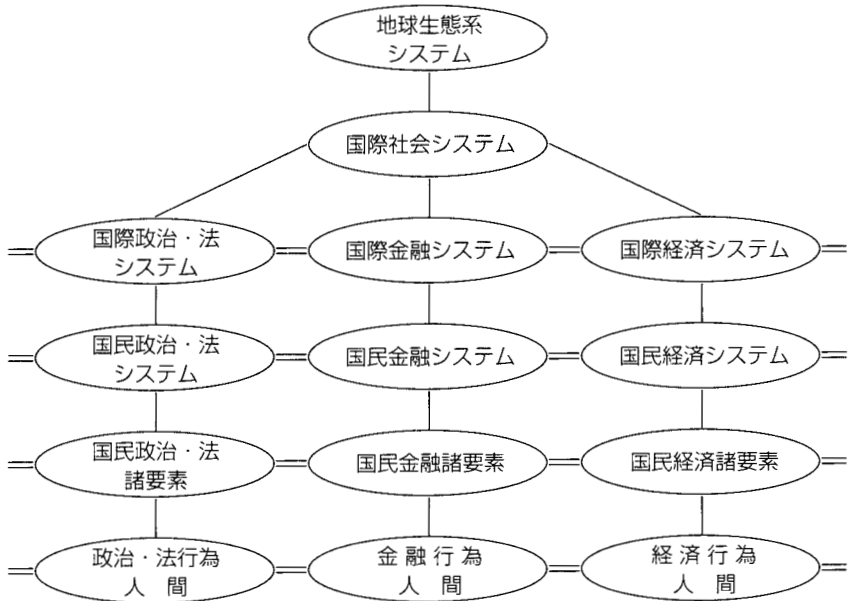 地球生態系
システム
国際社会システム
国際政治・法
システム
国際金融システム
国際経済システム
国民政治・法
システム
国民金融システム
国民経済システム
国民政治・法
諸要素
国民金融諸要素
国民経済諸要素
政治・法行為
人 間
金 融 行 為
人 間
経 済 行 為
人 間